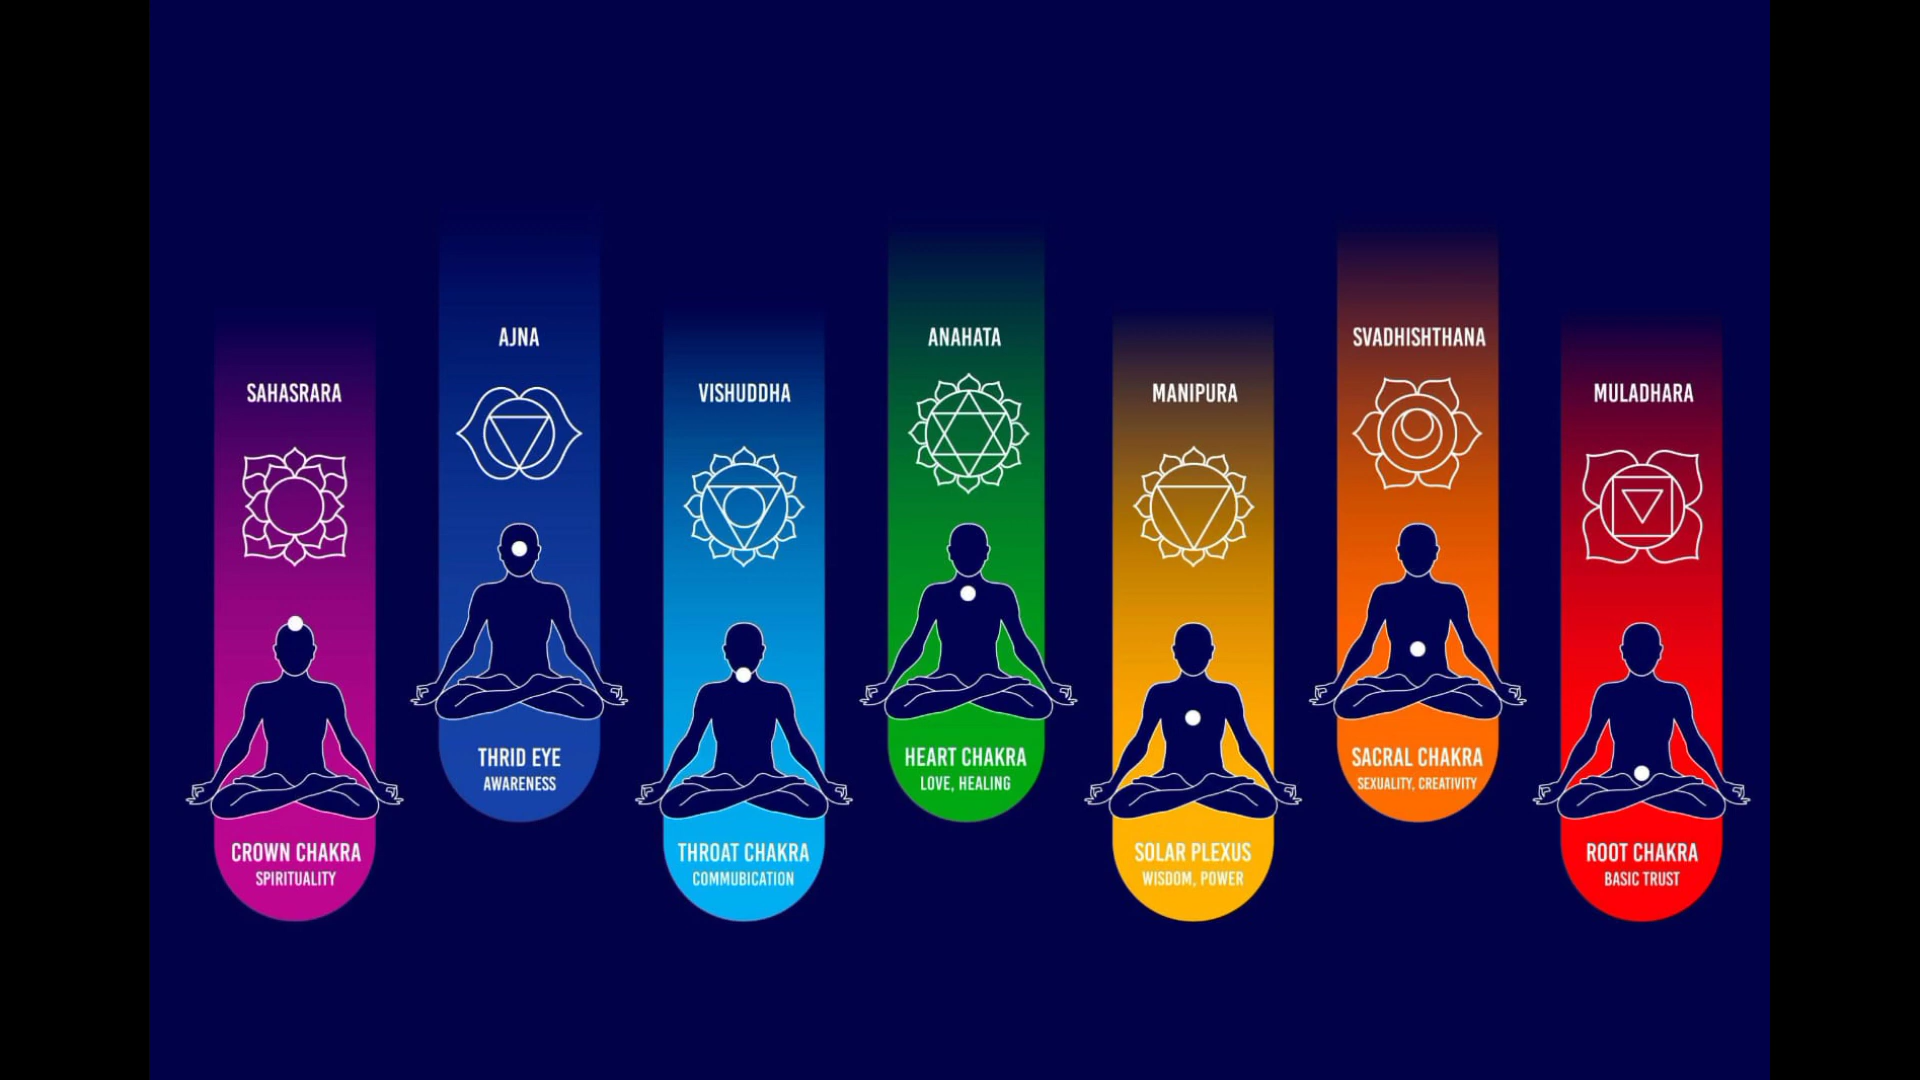 SAHASRARA
CROWN CHAKRA
SPIRITUALITY
AJNA
THRID EYE
AWARENESS
VISHUDDHA
THROAT CHAKRA
COMMUBICATION
ANAHATA
HEART CHAKRA
LOVE, HEALING
MANIPURA
SOLAR PLEXUS
WISDOM, POWER
SVADHISHTHANA
SACRAL CHAKRA
SEXUALITY, CREATIVITY
MULADHARA
ROOT CHAKRA
BASIC TRUST